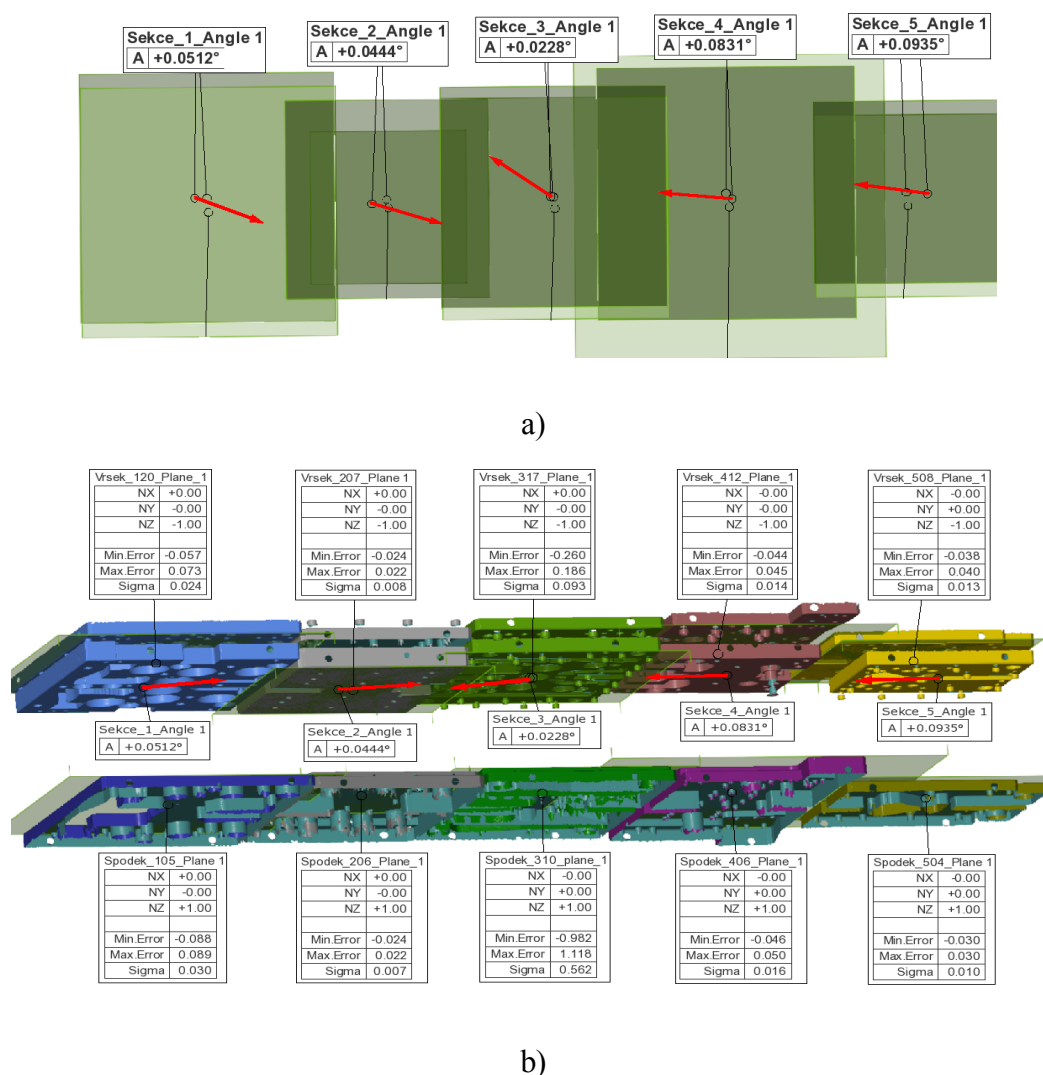 Sekce_1_Angle 1
A +0.0512°
Sekce_2_Angle 1
A +0.0444°
Sekce_3_Angle 1
A +0.0228°
Sekce_4_Angle 1
A +0.0831°
Sekce_5_Angle 1
A +0.0935°
a)
Vrsek_120_Plane_1
NX +0.00
NY -0.00
NZ -1.00
Min.Error -0.057
Max.Error 0.073
Sigma 0.024
Vrsek_207_Plane 1
NX +0.00
NY -0.00
NZ -1.00
Min.Error -0.024
Max.Error 0.022
Sigma 0.008
Vrsek_317_Plane_1
NX +0.00
NY -0.00
NZ -1.00
Min.Error -0.260
Max.Error 0.186
Sigma 0.093
Vrsek_412_Plane_1
NX -0.00
NY -0.00
NZ -1.00
Min.Error -0.044
Max.Error 0.045
Sigma 0.014
Vrsek_508_Plane_1
NX -0.00
NY +0.00
NZ -1.00
Min.Error -0.038
Max.Error 0.040
Sigma 0.013
Sekce_1_Angle 1
A +0.0512°
Sekce_2_Angle 1
A +0.0444°
Sekce_3_Angle 1
A +0.0228°
Sekce_4_Angle 1
A +0.0831°
Sekce_5_Angle 1
A +0.0935°
Spodek_105_Plane_1
NX +0.00
NY -0.00
NZ +1.00
Min.Error -0.088
Max.Error 0.089
Sigma 0.030
Spodek_206_Plane_1
NX +0.00
NY -0.00
NZ +1.00
Min.Error -0.024
Max.Error 0.022
Sigma 0.007
Spodek_310_plane_1
NX -0.00
NY +0.00
NZ +1.00
Min.Error -0.982
Max.Error 1.118
Sigma 0.562
Spodek_406_Plane_1
NX -0.00
NY +0.00
NZ +1.00
Min.Error -0.046
Max.Error 0.050
Sigma 0.016
Spodek_504_Plane 1
NX -0.00
NY +0.00
NZ +1.00
Min.Error -0.030
Max.Error 0.030
Sigma 0.010
b)